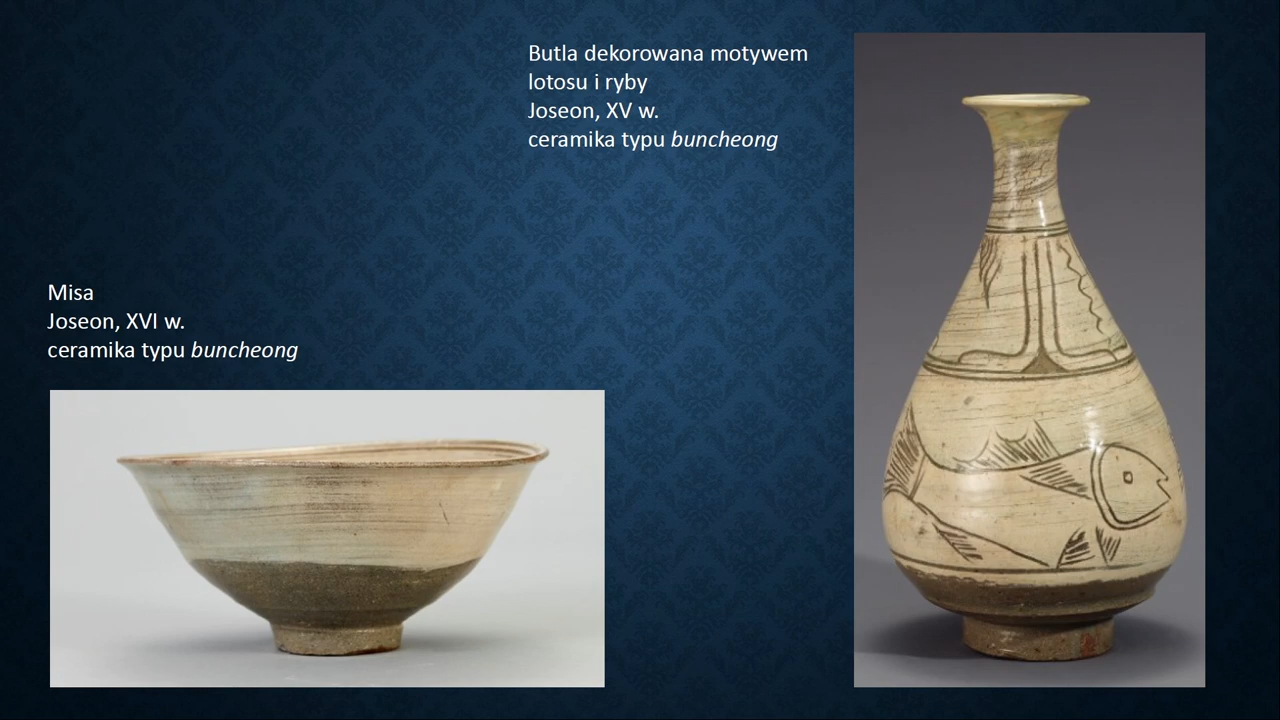 Butla dekorowana motywem
lotosu i ryby
Joseon, XV w.
ceramika typu buncheong
Misa
Joseon, XVI w.
ceramika typu buncheong